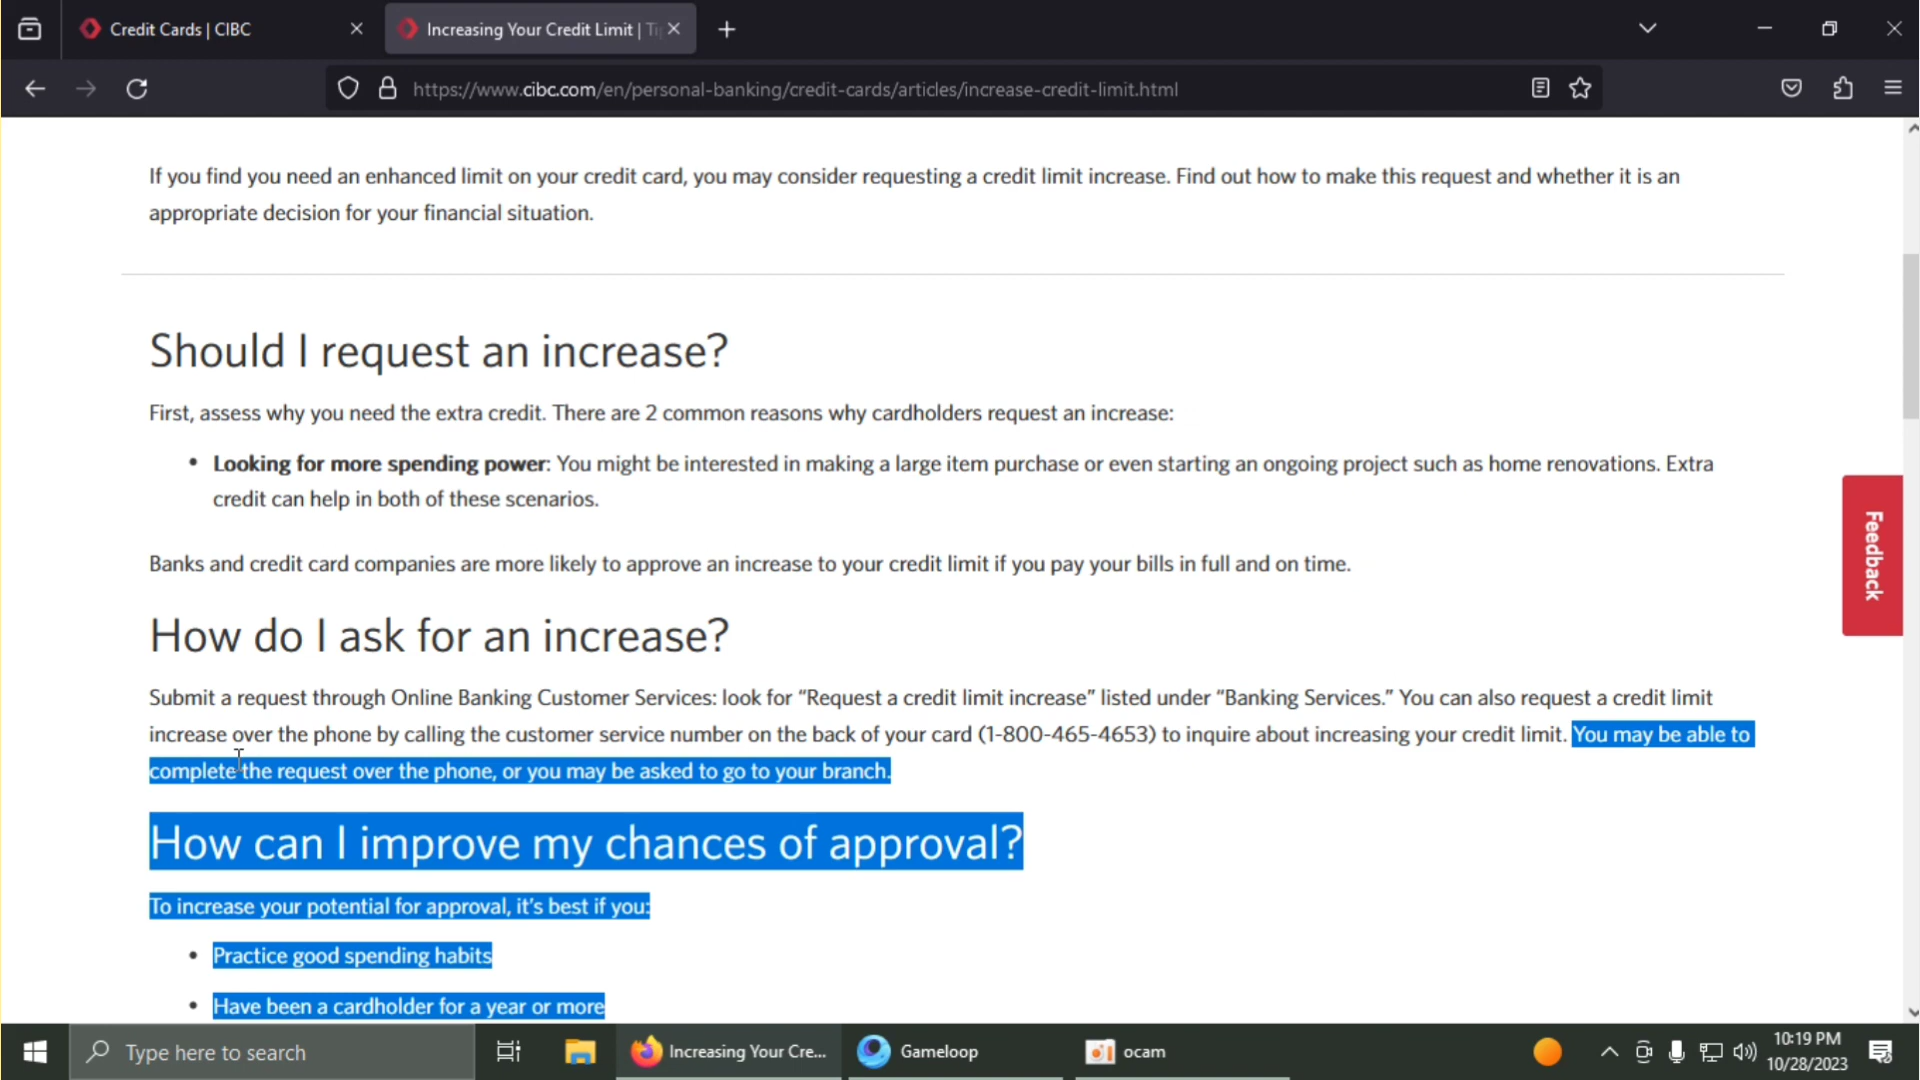 Credit Cards | CIBC
Increasing Your Credit Limit |
https://www.cibc.com/en/personal-banking/credit-cards/articles/increase-credit-limit.html
If you find you need an enhanced limit on your credit card, you may consider requesting a credit limit increase. Find out how to make this request and whether it is an
appropriate decision for your financial situation.
Should I request an increase?
First, assess why you need the extra credit. There are 2 common reasons why cardholders request an increase:
• Looking for more spending power: You might be interested in making a large item purchase or even starting an ongoing project such as home renovations. Extra
credit can help in both of these scenarios.
Feedback
Banks and credit card companies are more likely to approve an increase to your credit limit if you pay your bills in full and on time.
How do I ask for an increase?
Submit a request through Online Banking Customer Services: look for “Request a credit limit increase” listed under “Banking Services.” You can also request a credit limit
increase over the phone by calling the customer service number on the back of your card (1-800-465-4653) to inquire about increasing your credit limit. You may be able to
complete the request over the phone, or you may be asked to go to your branch.
How can I improve my chances of approval?
To increase your potential for approval, it’s best if you:
• Practice good spending habits
• Have been a cardholder for a year or more
Type here to search
Increasing Your Cre...
Gameloop
ocam
10:19 PM
10/28/2023